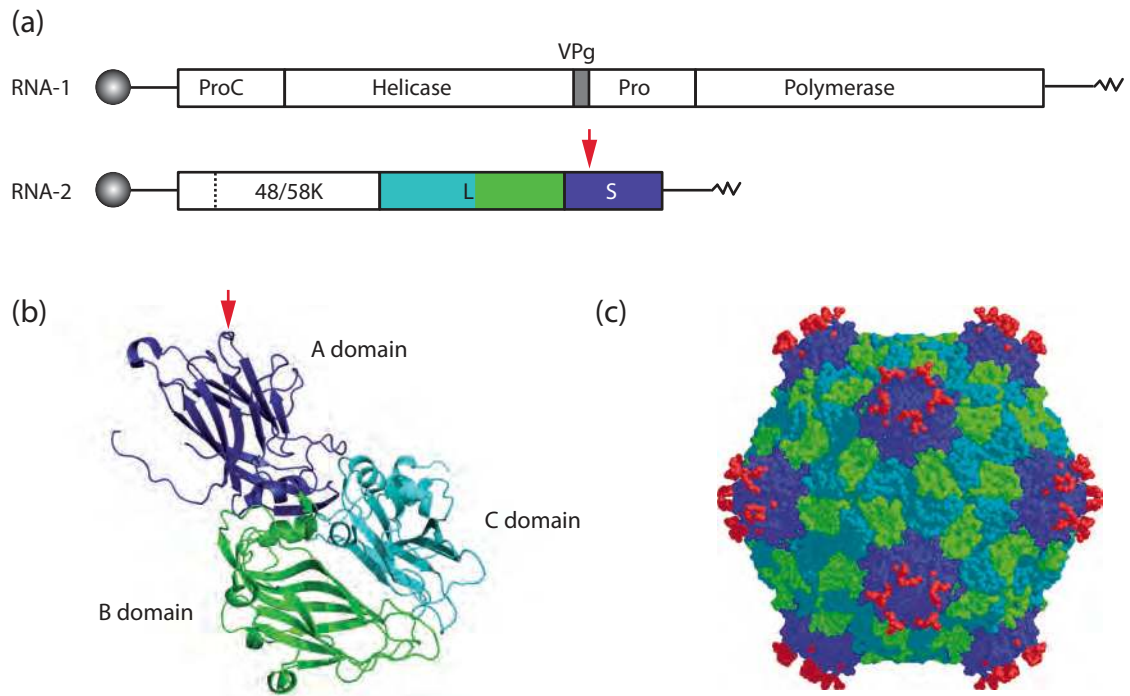 (a)
VPg
RNA-1 ProC Helicase Pro Polymerase
RNA-2 48/58K L S
(b) (c)
A domain
C domain
B domain